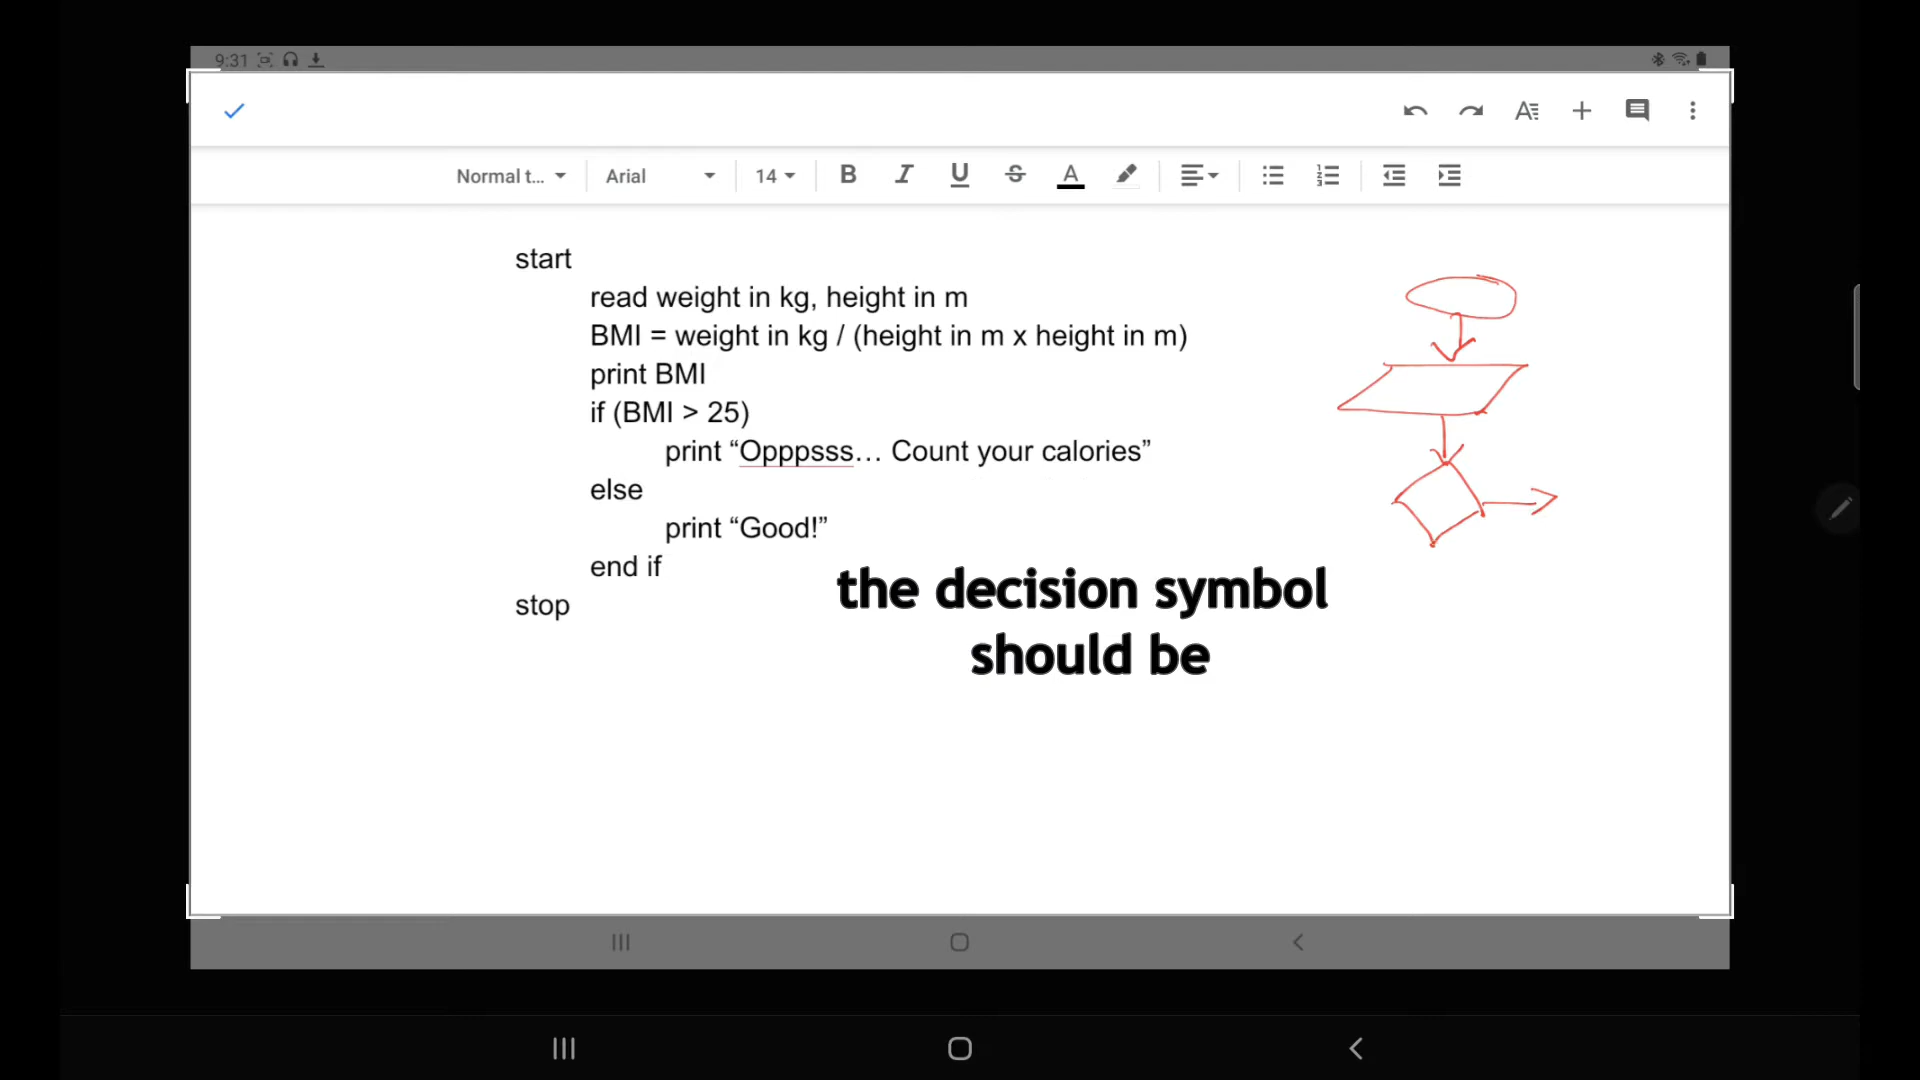 9:31
Normal t... Arial 14 B I U S A
start
read weight in kg, height in m
BMI = weight in kg / (height in m x height in m)
print BMI
if (BMI > 25)
print “Opppsss… Count your calories”
else
print “Good!”
end if
stop
the decision symbol
should be